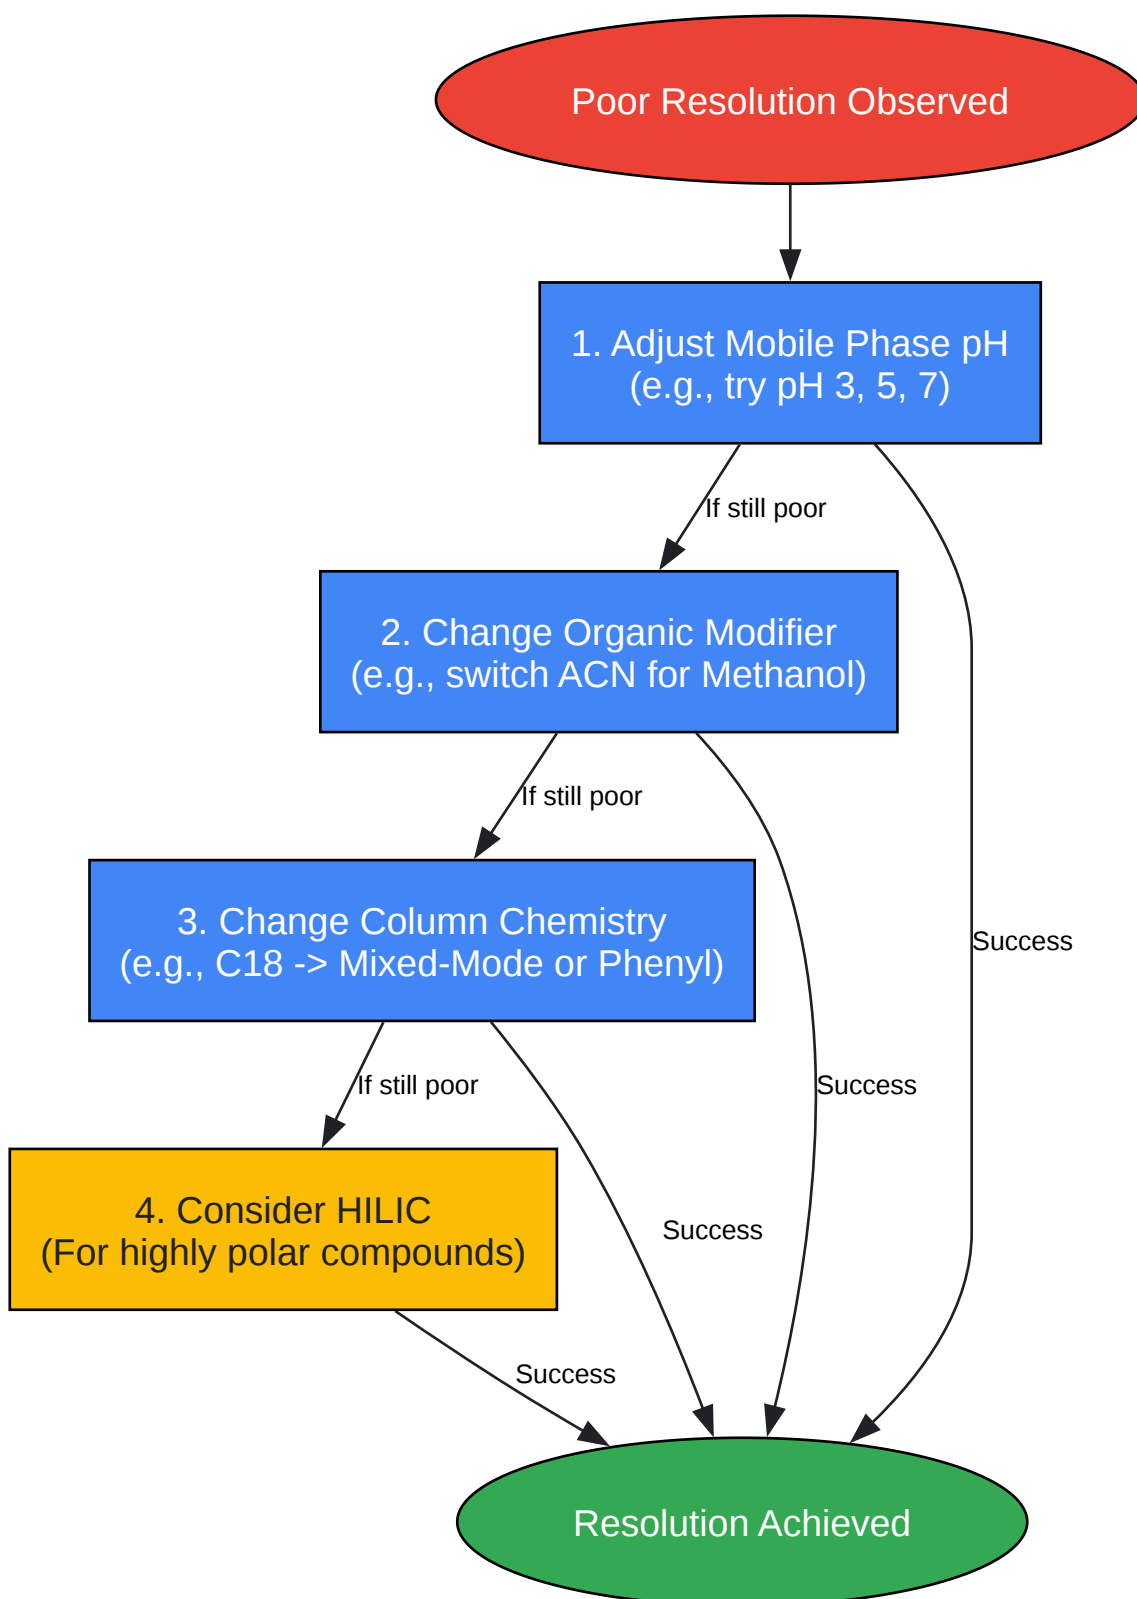 Poor Resolution Observed
1. Adjust Mobile Phase pH
(e.g., try pH 3, 5, 7)
If still poor
2. Change Organic Modifier
(e.g., switch ACN for Methanol)
If still poor
3. Change Column Chemistry
(e.g., C18 -> Mixed-Mode or Phenyl)
Success
If still poor
Success
4. Consider HILIC
(For highly polar compounds)
Success
Success
Resolution Achieved